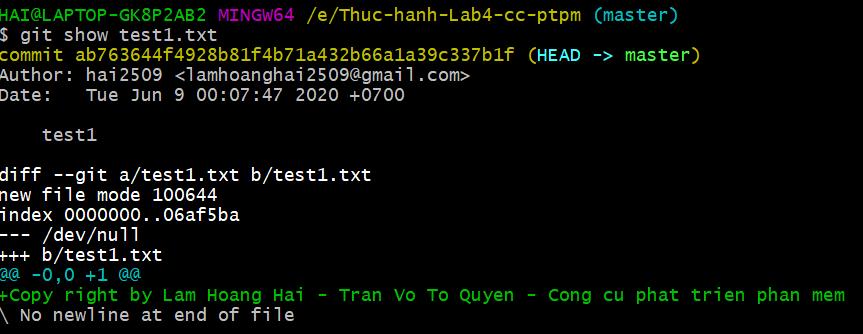 HAI@LAPTOP-GK8P2AB2 MINGW64 /e/Thuc-hanh-Lab4-cc-ptpm (master)
$ git show test1.txt
commit ab763644f4928b81f4b71a432b66a1a39c337b1f (HEAD -> master)
Author: hai2509 <lamhoanghai2509@gmail.com>
Date:   Tue Jun 9 00:07:47 2020 +0700

    test1

diff --git a/test1.txt b/test1.txt
new file mode 100644
index 0000000..06af5ba
--- /dev/null
+++ b/test1.txt
@@ -0,0 +1 @@
+Copy right by Lam Hoang Hai - Tran Vo To Quyen - Cong cu phat trien phan mem
\ No newline at end of file